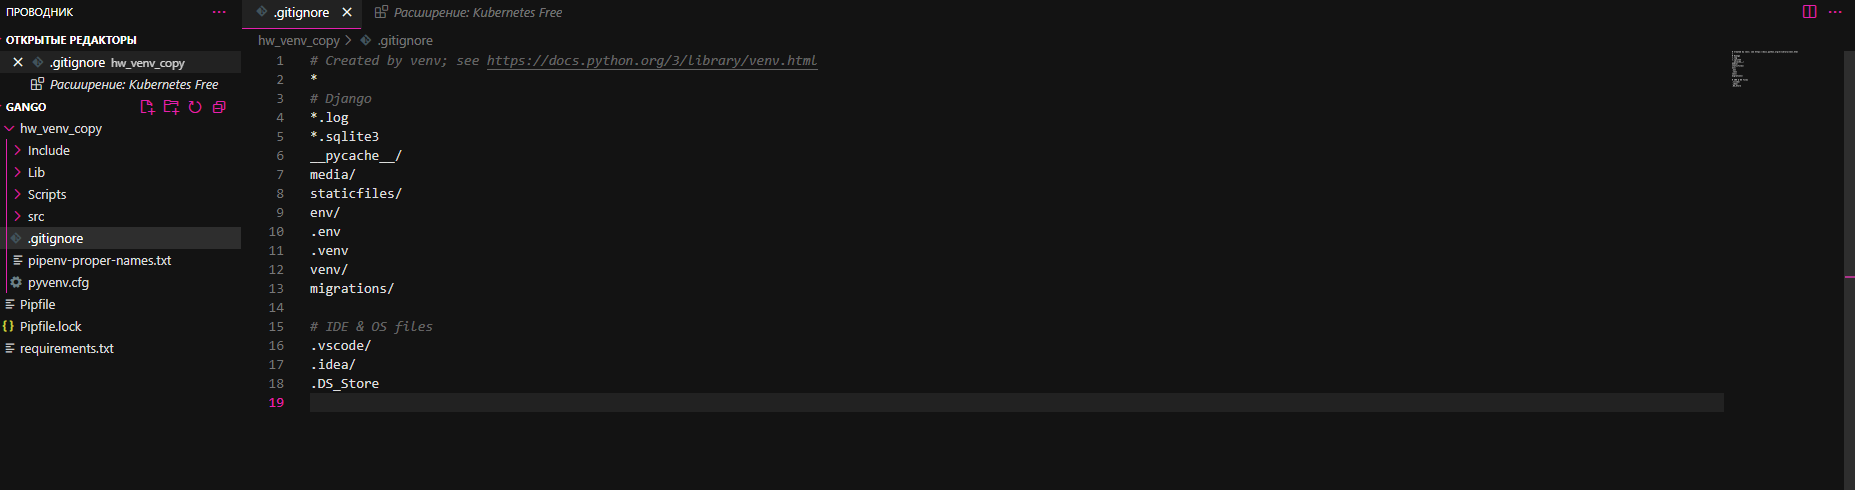 ПРОВОДНИК
ОТКРЫТЫЕ РЕДАКТОРЫ
.gitignore hw_venv_copy
Расширение: Kubernetes Free
GANGO
hw_venv_copy
Include
Lib
Scripts
src
.gitignore
pipenv-proper-names.txt
pyvenv.cfg
Pipfile
Pipfile.lock
requirements.txt
.gitignore
Расширение: Kubernetes Free
hw_venv_copy > .gitignore
1 # Created by venv; see https://docs.python.org/3/library/venv.html
2 *
3 # Django
4 *.log
5 *.sqlite3
6 __pycache__/
7 media/
8 staticfiles/
9 env/
10 .env
11 .venv
12 venv/
13 migrations/
14
15 # IDE & OS files
16 .vscode/
17 .idea/
18 .DS_Store
19